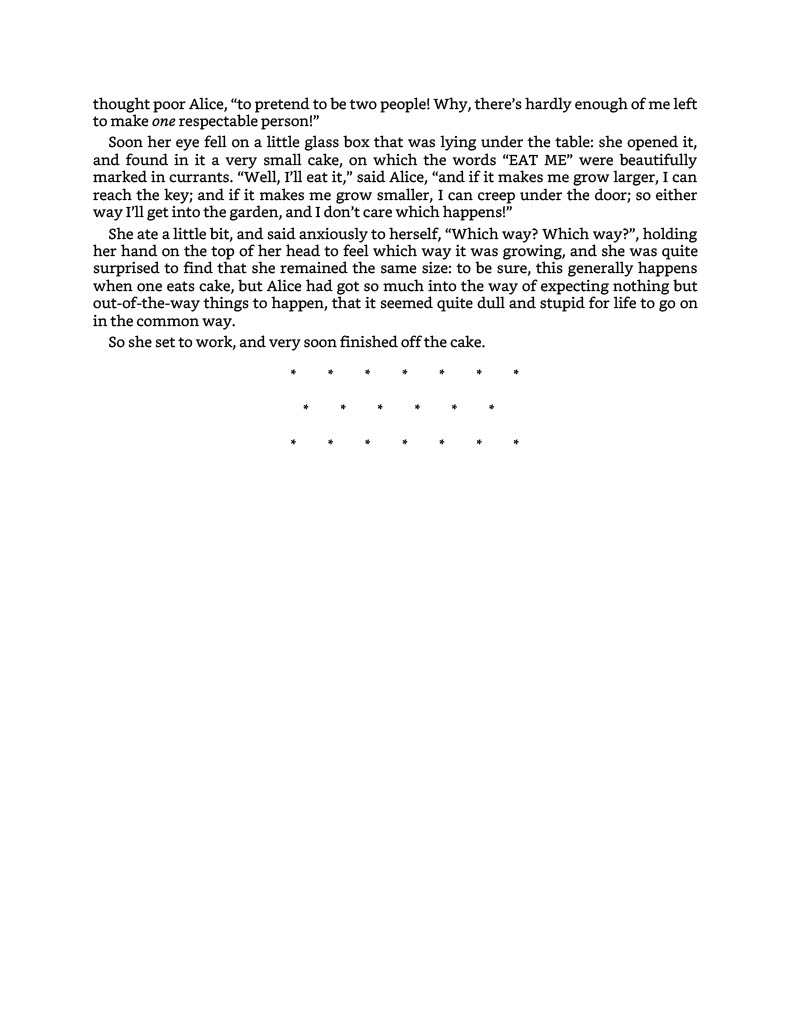 thought poor Alice, “to pretend to be two people! Why, there’s hardly enough of me left
to make one respectable person!”
Soon her eye fell on a little glass box that was lying under the table: she opened it,
and found in it a very small cake, on which the words “EAT ME” were beautifully
marked in currants. “Well, I’ll eat it,” said Alice, “and if it makes me grow larger, I can
reach the key; and if it makes me grow smaller, I can creep under the door; so either
way I’ll get into the garden, and I don’t care which happens!”
She ate a little bit, and said anxiously to herself, “Which way? Which way?”, holding
her hand on the top of her head to feel which way it was growing, and she was quite
surprised to find that she remained the same size: to be sure, this generally happens
when one eats cake, but Alice had got so much into the way of expecting nothing but
out-of-the-way things to happen, that it seemed quite dull and stupid for life to go on
in the common way.
So she set to work, and very soon finished off the cake.
* * * * * * *
* * * * * *
* * * * * * *